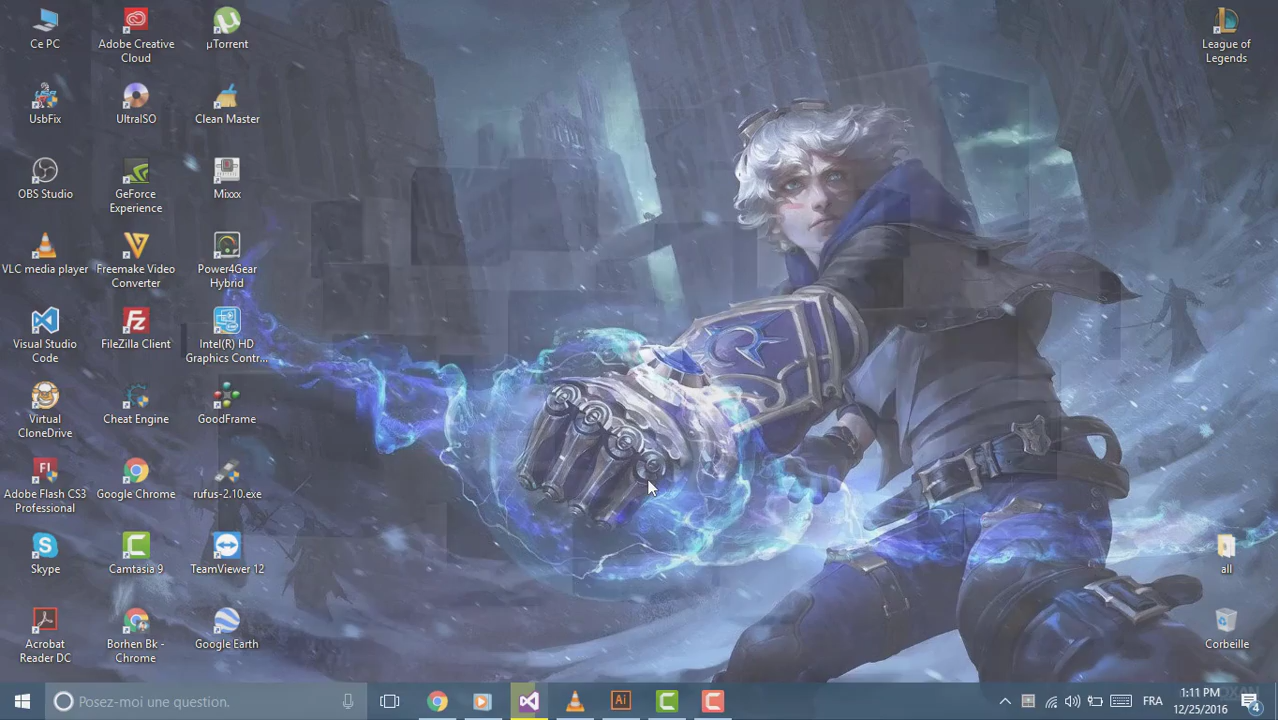 Ce PC
Adobe Creative
Cloud
µTorrent
UsbFix
UltraISO
Clean Master
OBS Studio
GeForce
Experience
Mixxx
VLC media player
Freemake Video
Converter
Power4Gear
Hybrid
Visual Studio
Code
FileZilla Client
Intel(R) HD
Graphics Contr...
Virtual
CloneDrive
Cheat Engine
GoodFrame
Adobe Flash CS3
Professional
Google Chrome
rufus-2.10.exe
Skype
Camtasia 9
TeamViewer 12
Acrobat
Reader DC
Borhen Bk -
Chrome
Google Earth
League of
Legends
all
Corbeille
Posez-moi une question.
Ai
FRA
1:11 PM
12/25/2016
4